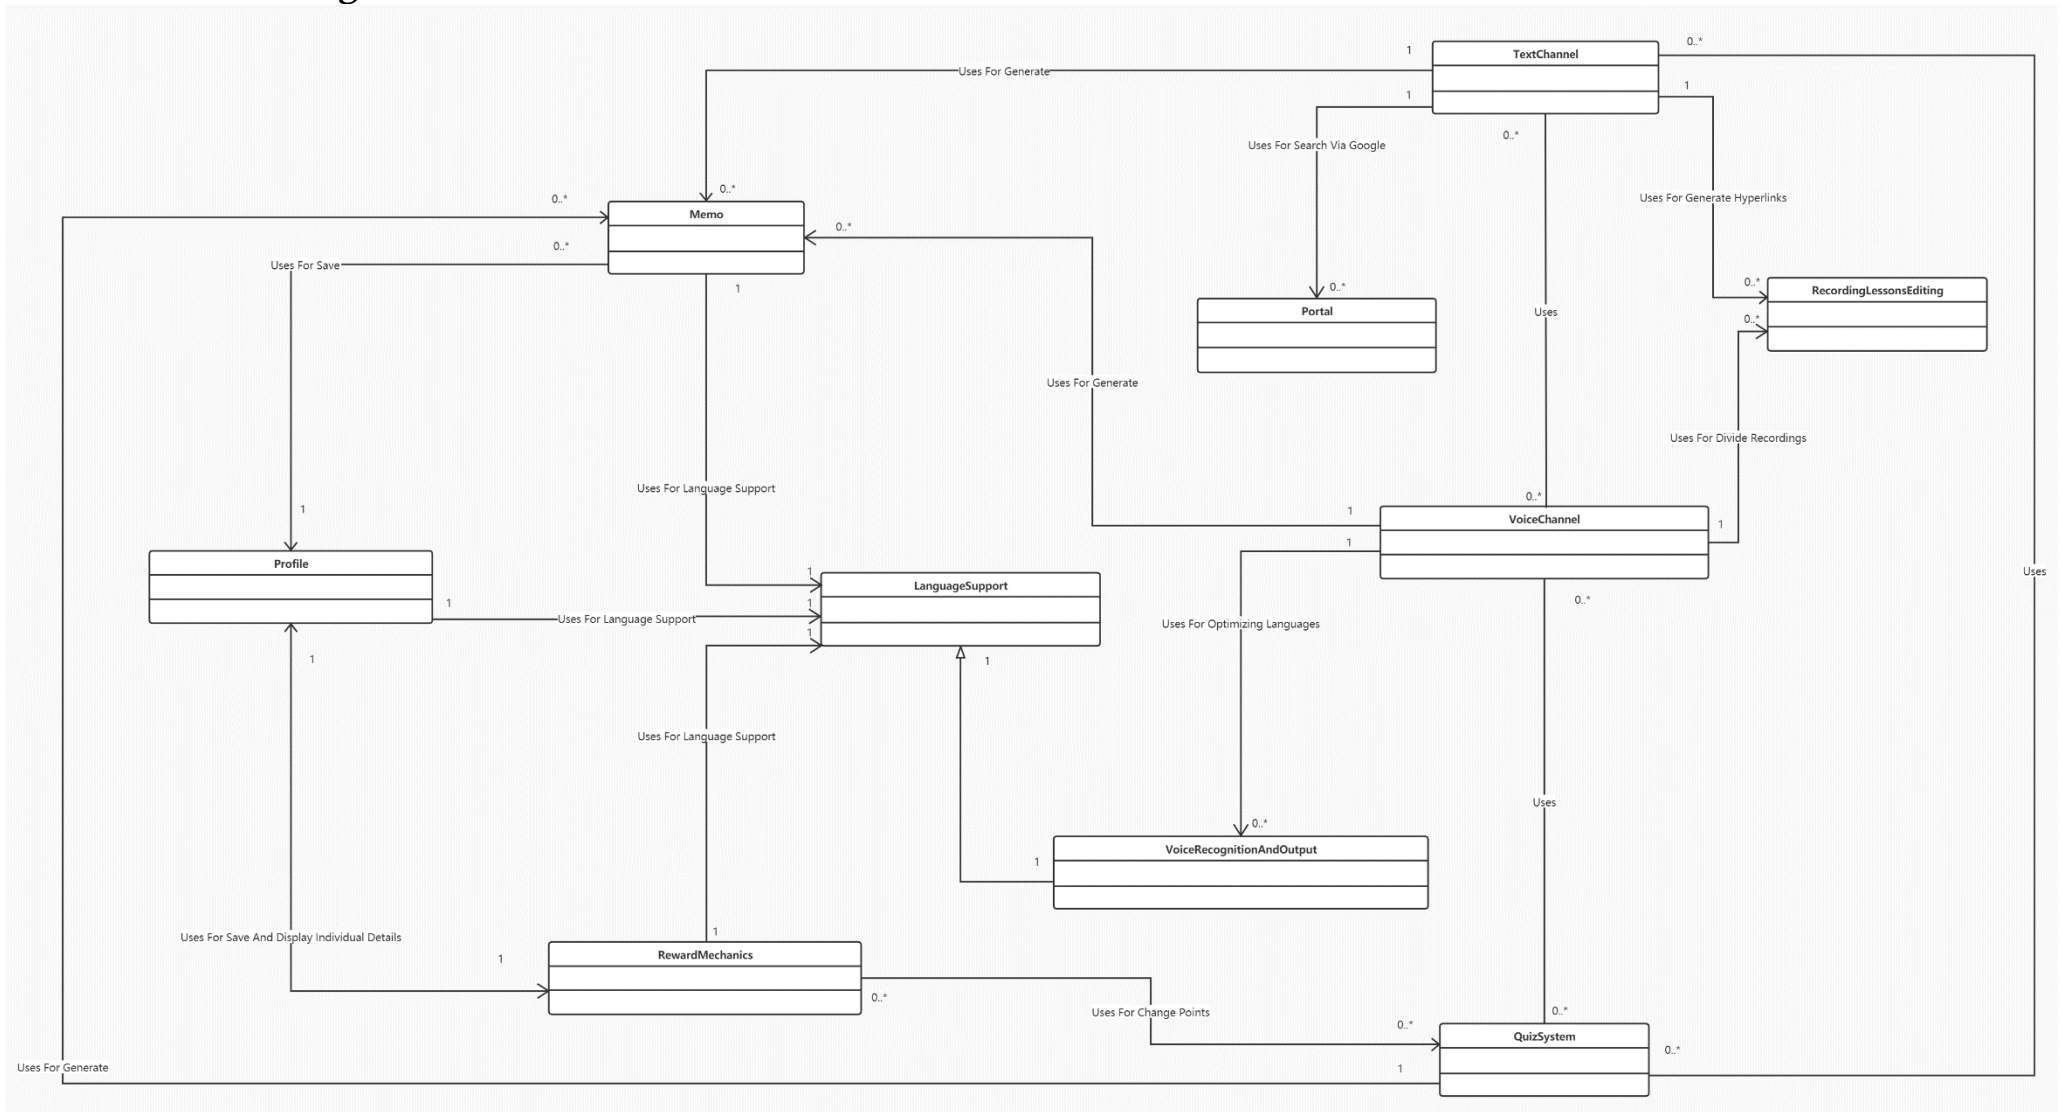 0..*
1
TextChannel
Uses For Generate
1
1
0..*
Uses For Search Via Google
0..*
0..*
Uses For Generate Hyperlinks
Memo
0..*
0..*
Uses For Save
0..*
0..*
RecordingLessonsEditing
1
Portal
Uses
0..*
Uses For Generate
Uses For Divide Recordings
Uses For Language Support
0..*
1
1
VoiceChannel
1
1
Profile
1
LanguageSupport
Uses
1
1
0..*
Uses For Language Support
Uses For Optimizing Languages
1
1
1
Uses For Language Support
Uses
0..*
VoiceRecognitionAndOutput
1
1
Uses For Save And Display Individual Details
1
RewardMechanics
0..*
Uses For Change Points
0..*
0..*
QuizSystem
0..*
Uses For Generate
1